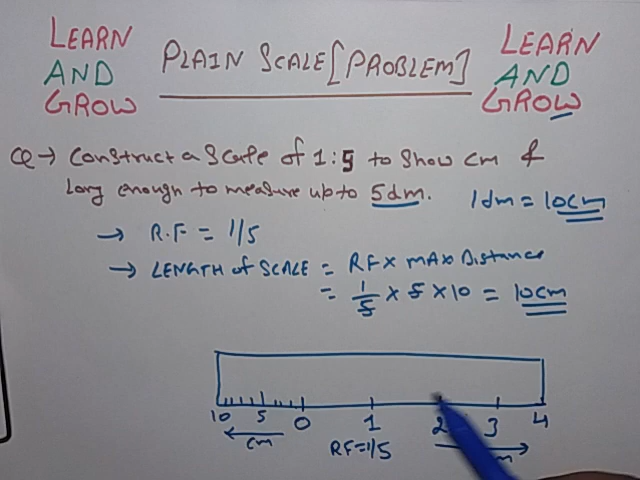 LEARN AND GROW
PLAIN SCALE [PROBLEM]
LEARN AND GROW
Q → Construct a Scale of 1:5 to Show cm &
Long enough to measure up to 5dm. 1dm = 10cm
→ R.F = 1/5
→ LENGTH of SCALE = RF X MAX Distance
= 1/5 X 5 X 10 = 10cm
10 5 0 1 2 3 4
cm RF=1/5